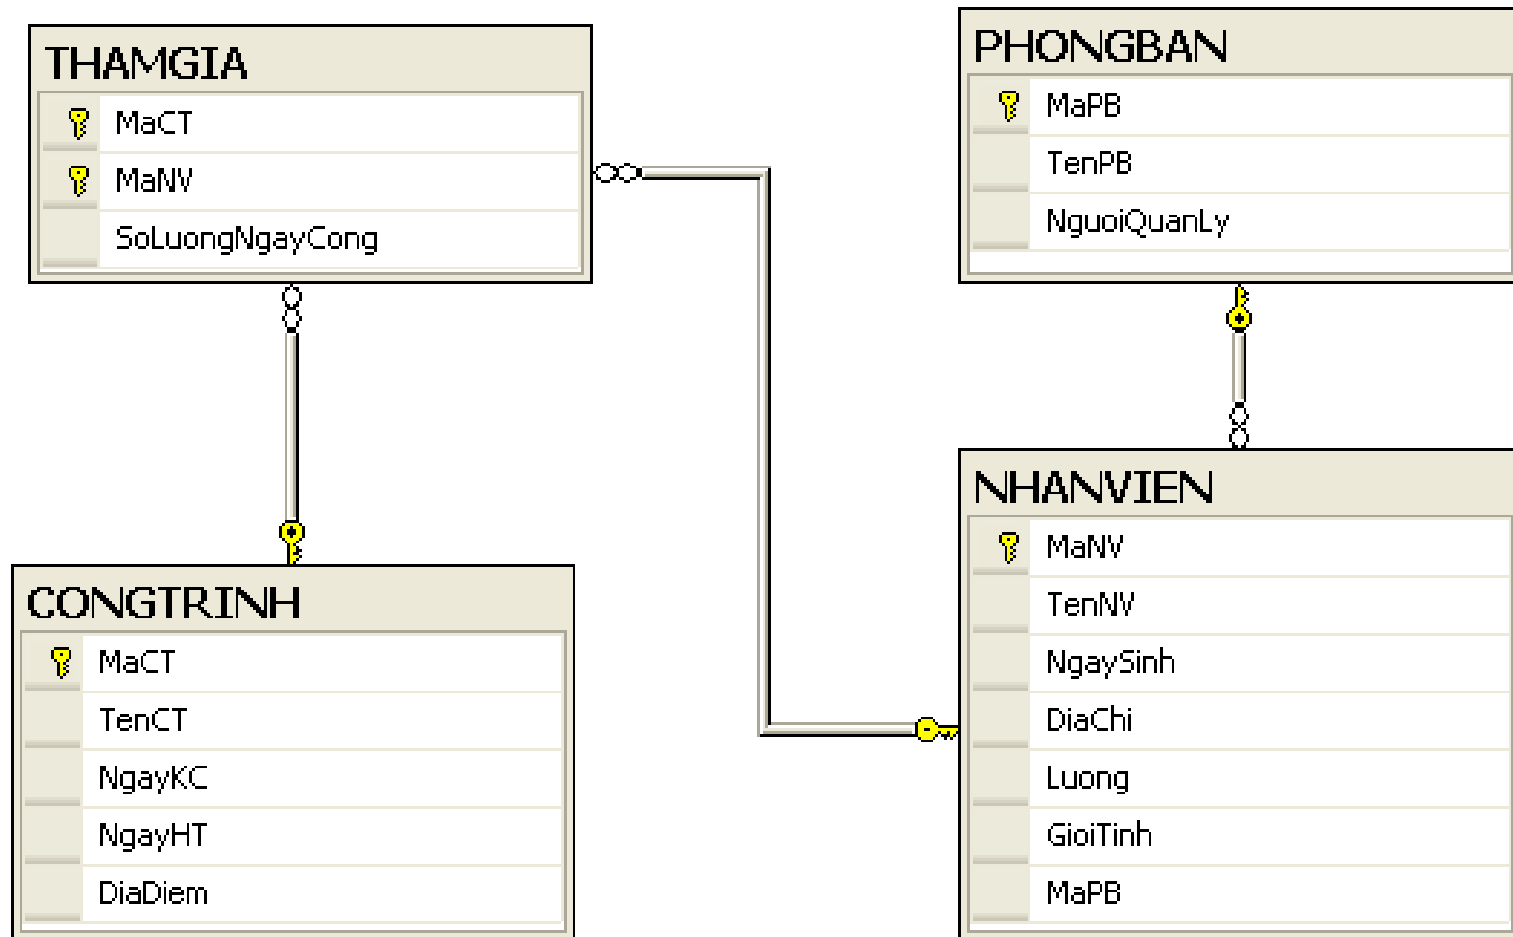 THAMGIA
MaCT
MaNV
SoLuongNgayCong
PHONGBAN
MaPB
TenPB
NguoiQuanLy
CONGTRINH
MaCT
TenCT
NgayKC
NgayHT
DiaDiem
NHANVIEN
MaNV
TenNV
NgaySinh
DiaChi
Luong
GioiTinh
MaPB